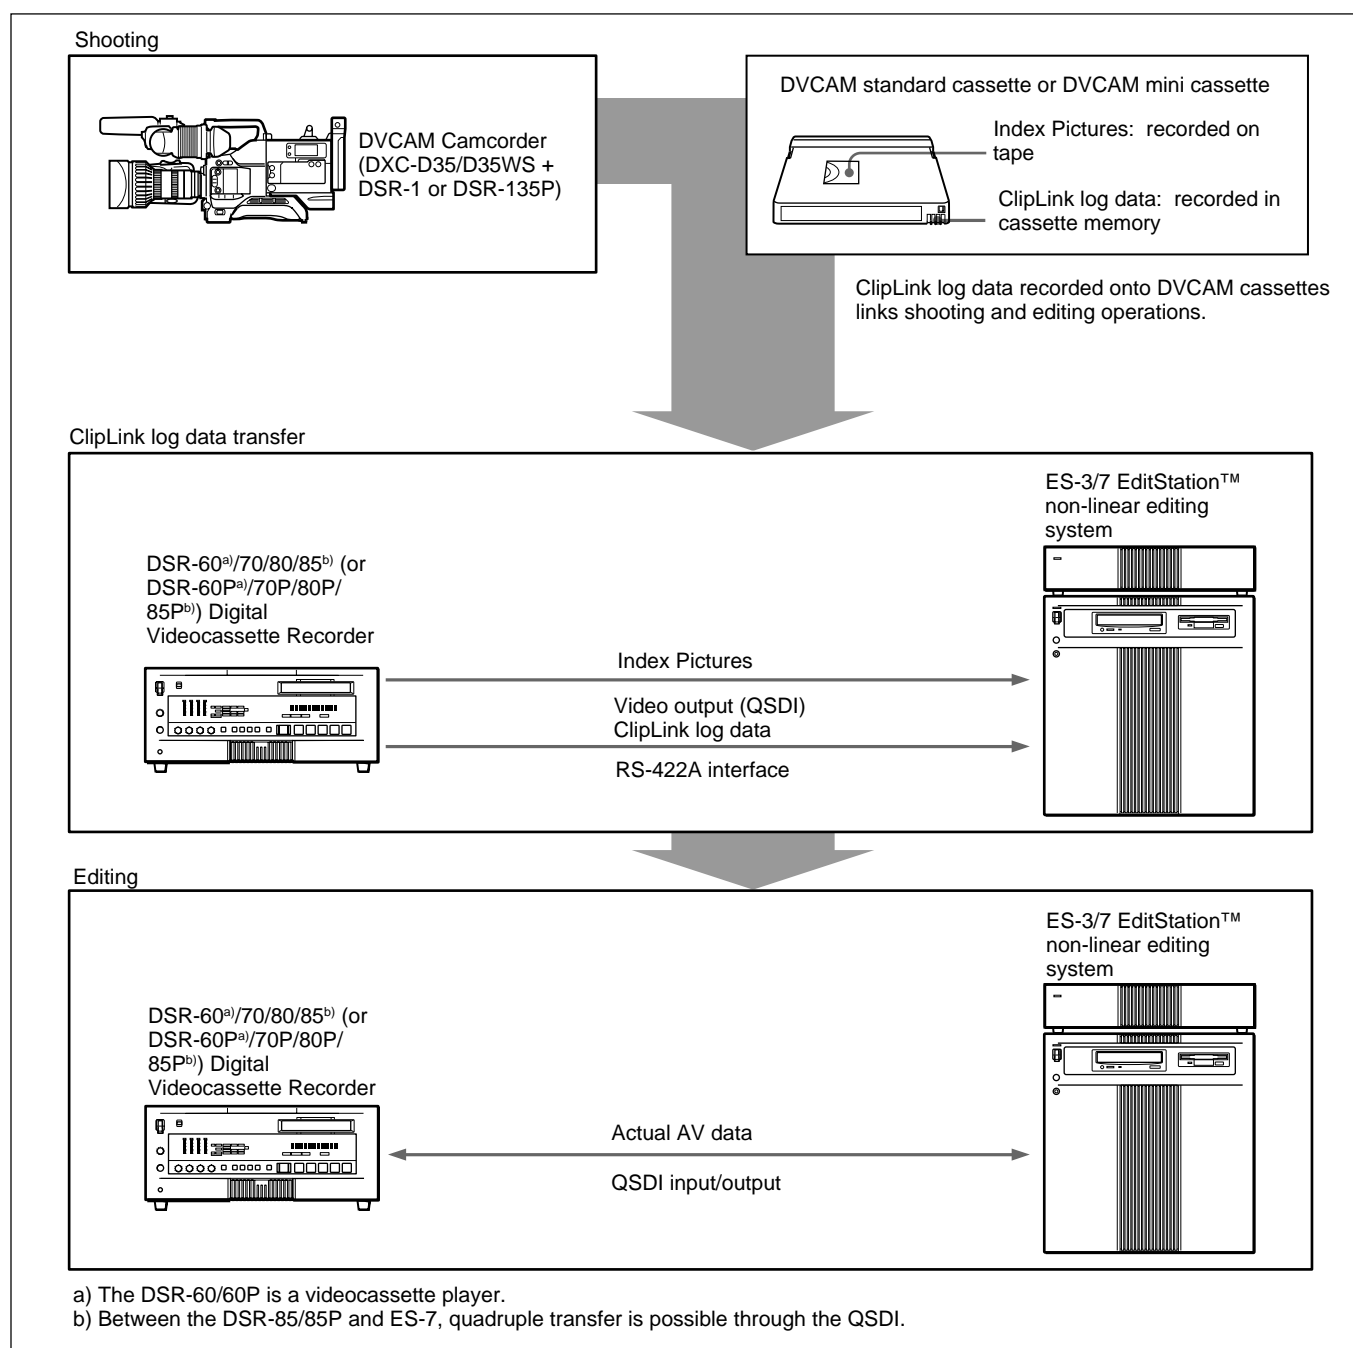 Shooting
DVCAM Camcorder
(DXC-D35/D35WS +
DSR-1 or DSR-135P)
DVCAM standard cassette or DVCAM mini cassette
Index Pictures:  recorded on
tape
ClipLink log data:  recorded in
cassette memory
ClipLink log data recorded onto DVCAM cassettes
links shooting and editing operations.
ClipLink log data transfer
DSR-60a)/70/80/85b) (or
DSR-60Pa)/70P/80P/
85Pb)) Digital
Videocassette Recorder
Index Pictures
Video output (QSDI)
ClipLink log data
RS-422A interface
ES-3/7 EditStation™
non-linear editing
system
Editing
DSR-60a)/70/80/85b) (or
DSR-60Pa)/70P/80P/
85Pb)) Digital
Videocassette Recorder
Actual AV data
QSDI input/output
ES-3/7 EditStation™
non-linear editing
system
a) The DSR-60/60P is a videocassette player.
b) Between the DSR-85/85P and ES-7, quadruple transfer is possible through the QSDI.